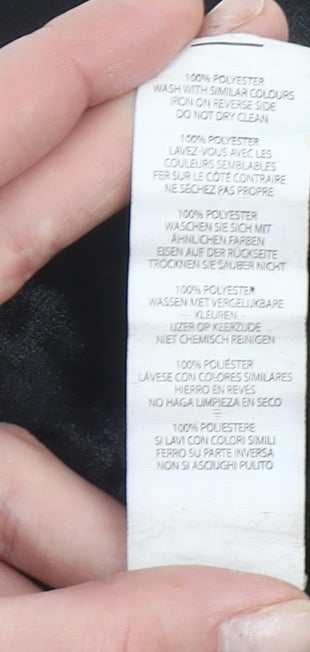 100% POLYESTER
WASH WITH SIMILAR COLOURS
IRON ON REVERSE SIDE
DO NOT DRY CLEAN
100% POLYESTER
LAVEZ-VOUS AVEC LES
COULEURS SEMBLABLES
FER SUR LE CÔTÉ CONTRAIRE
NE SÉCHEZ PAS PROPRE
100% POLYESTER
WASCHEN SIE SICH MIT
ÄHNLICHEN FARBEN
EISEN AUF DER RÜCKSEITE
TROCKNEN SIE SAUBER NICHT
100% POLYESTER
WASSEN MET VERGELIJKBARE
KLEUREN
IJZER OP KEERZIJDE
NIET CHEMISCH REINIGEN
100% POLIÉSTER
LÁVESE CON COLORES SIMILARES
HIERRO EN REVÉS
NO HAGA LIMPIEZA EN SECO
100% POLIESTERE
SI LAVI CON COLORI SIMILI
FERRO SU PARTE INVERSA
NON SI ASCIUGHI PULITO